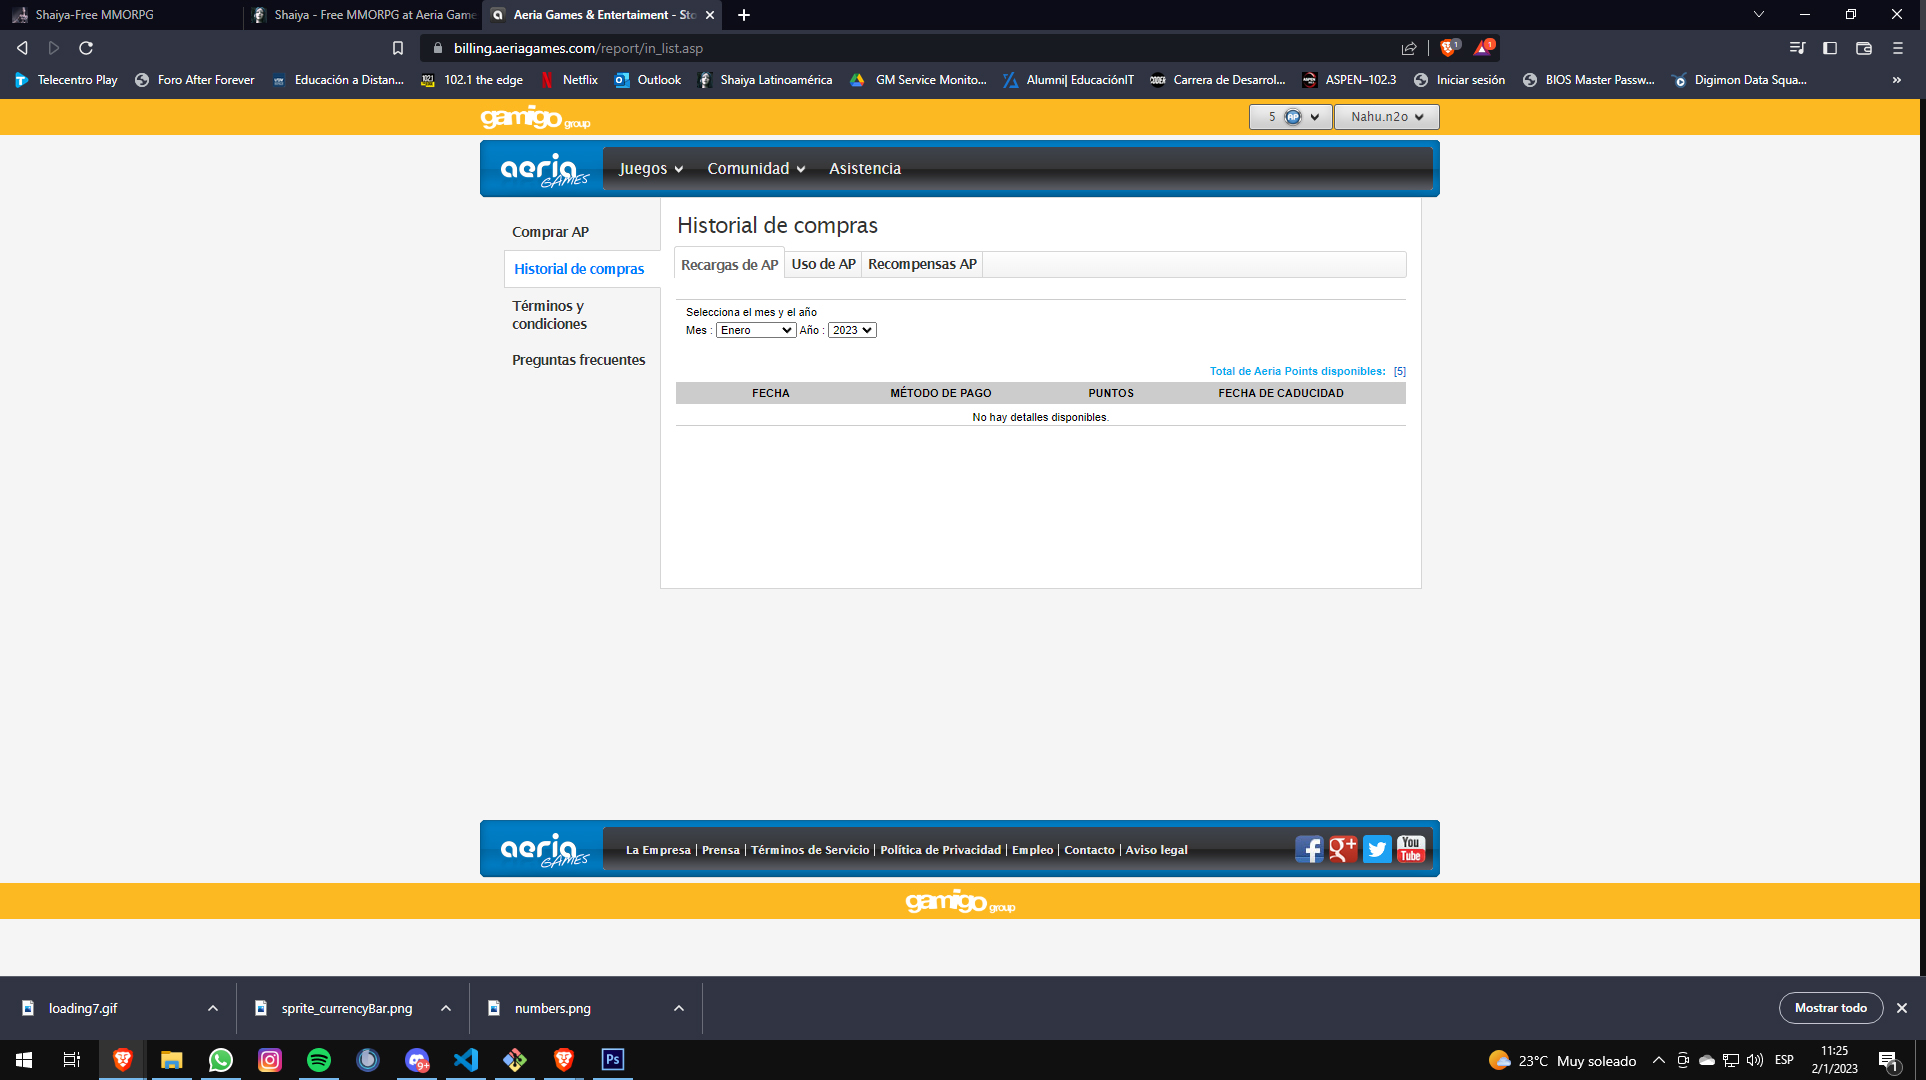 Shaiya-Free MMORPG
Shaiya - Free MMORPG at Aeria Game
Aeria Games & Entertaiment - Sto
billing.aeriagames.com/report/in_list.asp
1
1
Telecentro Play
Foro After Forever
Educación a Distan...
102.1 the edge
Netflix
Outlook
Shaiya Latinoamérica
GM Service Monito...
Alumni| EducaciónIT
Carrera de Desarrol...
ASPEN–102.3
Iniciar sesión
BIOS Master Passw...
Digimon Data Squa...
»
gamigo group
5 AP
Nahu.n2o
aeria GAMES
Juegos
Comunidad
Asistencia
Comprar AP
Historial de compras
Términos y
condiciones
Preguntas frecuentes
Historial de compras
Recargas de AP
Uso de AP
Recompensas AP
Selecciona el mes y el año
Mes : Enero Año : 2023
Total de Aeria Points disponibles: [5]
FECHA MÉTODO DE PAGO PUNTOS FECHA DE CADUCIDAD
No hay detalles disponibles.
aeria GAMES
La Empresa | Prensa | Términos de Servicio | Política de Privacidad | Empleo | Contacto | Aviso legal
You Tube
gamigo group
loading7.gif
sprite_currencyBar.png
numbers.png
Mostrar todo
9+
Ps
23°C Muy soleado
ESP
11:25
2/1/2023
1